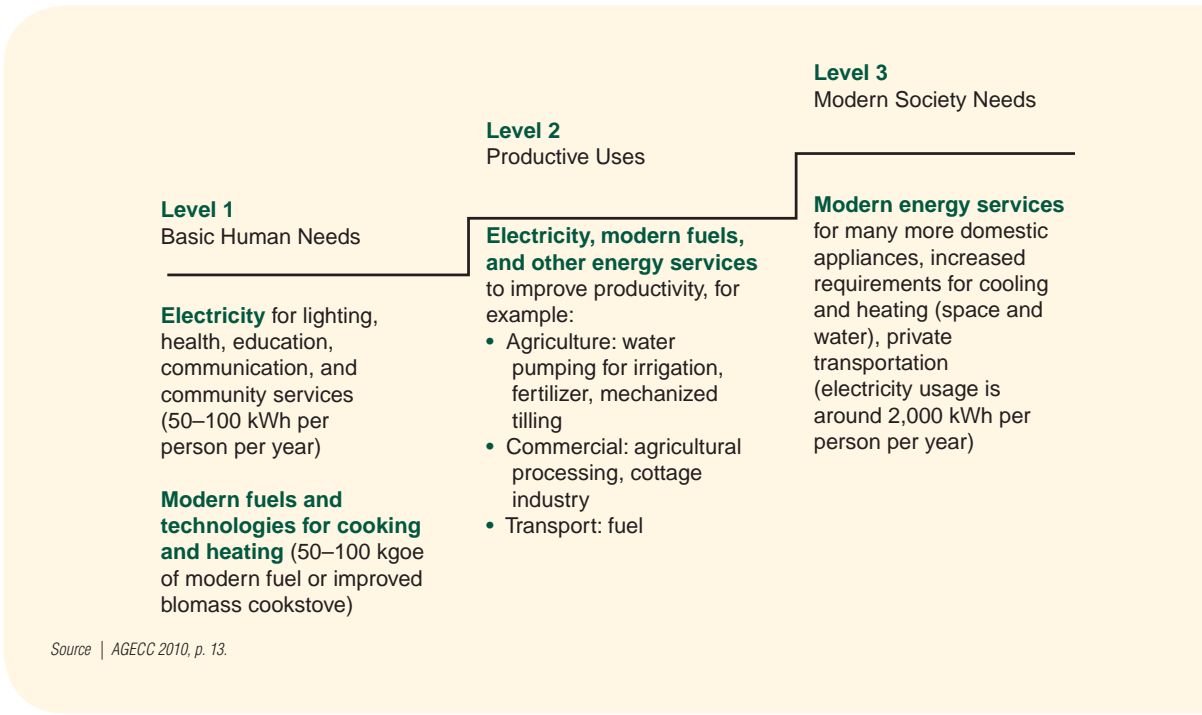 Level 1
Basic Human Needs
Electricity for lighting,
health, education,
communication, and
community services
(50–100 kWh per
person per year)
Modern fuels and
technologies for cooking
and heating (50–100 kgoe
of modern fuel or improved
blomass cookstove)
Level 2
Productive Uses
Electricity, modern fuels,
and other energy services
to improve productivity, for
example:
• Agriculture: water
pumping for irrigation,
fertilizer, mechanized
tilling
• Commercial: agricultural
processing, cottage
industry
• Transport: fuel
Level 3
Modern Society Needs
Modern energy services
for many more domestic
appliances, increased
requirements for cooling
and heating (space and
water), private
transportation
(electricity usage is
around 2,000 kWh per
person per year)
Source | AGECC 2010, p. 13.